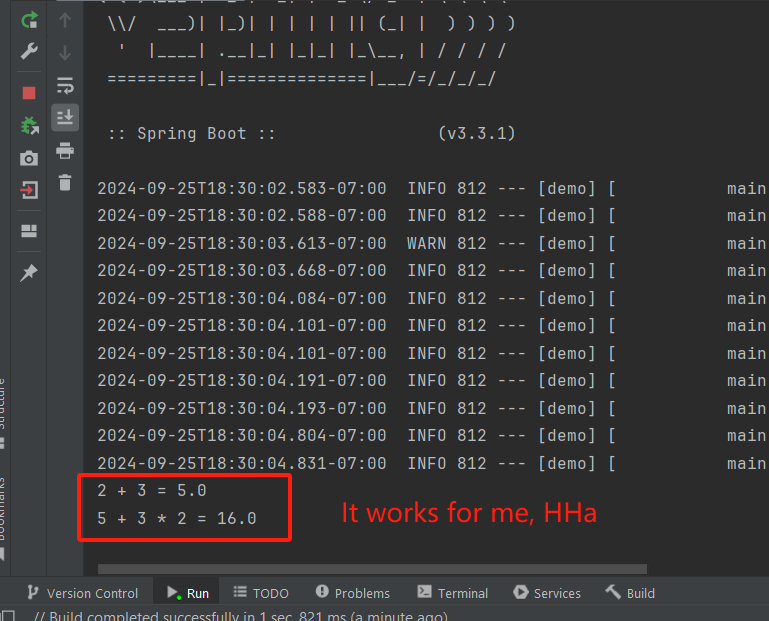 \\/  ___)| |_)| | | | | || (_| |  ) ) ) )
'  |____| .__|_| |_|_| |_\__, | / / / /
=========|_|==============|___/=/_/_/_/
:: Spring Boot ::                (v3.3.1)
2024-09-25T18:30:02.583-07:00  INFO 812 --- [demo] [           main
2024-09-25T18:30:02.588-07:00  INFO 812 --- [demo] [           main
2024-09-25T18:30:03.613-07:00  WARN 812 --- [demo] [           main
2024-09-25T18:30:03.668-07:00  INFO 812 --- [demo] [           main
2024-09-25T18:30:04.084-07:00  INFO 812 --- [demo] [           main
2024-09-25T18:30:04.101-07:00  INFO 812 --- [demo] [           main
2024-09-25T18:30:04.101-07:00  INFO 812 --- [demo] [           main
2024-09-25T18:30:04.191-07:00  INFO 812 --- [demo] [           main
2024-09-25T18:30:04.193-07:00  INFO 812 --- [demo] [           main
2024-09-25T18:30:04.804-07:00  INFO 812 --- [demo] [           main
2024-09-25T18:30:04.831-07:00  INFO 812 --- [demo] [           main
2 + 3 = 5.0
5 + 3 * 2 = 16.0
It works for me, HHa
Structure
Bookmarks
Version Control Run TODO Problems Terminal Services Build
// Build completed successfully in 1 sec, 821 ms (a minute ago)